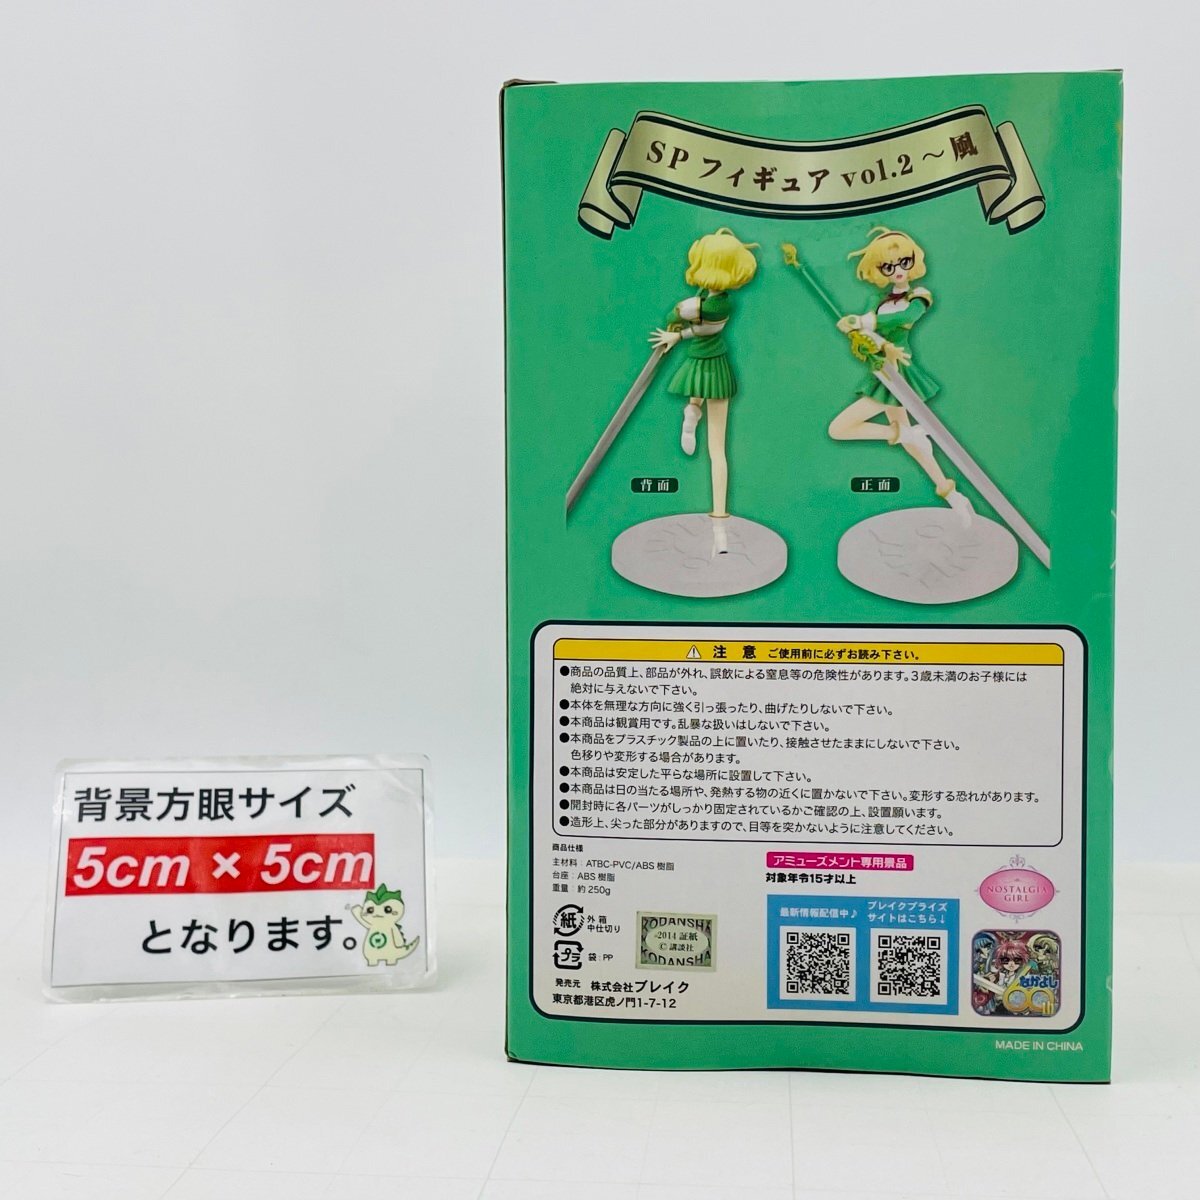 SP フィギュア vol.2～風
背面
正面
⚠ 注 意 ご使用前に必ずお読み下さい。
●商品の品質上、部品が外れ、誤飲による窒息等の危険性があります。3歳未満のお子様には
絶対に与えないで下さい。
●本体を無理な方向に強く引っ張ったり、曲げたりしないで下さい。
●本商品は観賞用です。乱暴な扱いはしないで下さい。
●本商品をプラスチック製品の上に置いたり、接触させたままにしないで下さい。
色移りや変形する場合があります。
●本商品は安定した平らな場所に設置して下さい。
●本商品は日の当たる場所や、発熱する物の近くに置かないで下さい。変形する恐れがあります。
●開封時に各パーツがしっかり固定されているかご確認の上、設置願います。
●造形上、尖った部分がありますので、目等を突かないように注意してください。
商品仕様
主材料：ATBC-PVC/ABS 樹脂
台座：ABS 樹脂
重量：約 250g
アミューズメント専用景品
対象年令15才以上
NOSTALGIA
GIRL
紙 外 箱
中仕切り
プラ 袋：PP
KODANSHA
2014 証紙
© 講談社
KODANSHA
最新情報配信中♪
ブレイクプライズ
サイトはこちら↓
なかよし
60
発売元 株式会社ブレイク
東京都港区虎ノ門1-7-12
MADE IN CHINA
背景方眼サイズ
5cm × 5cm
となります。